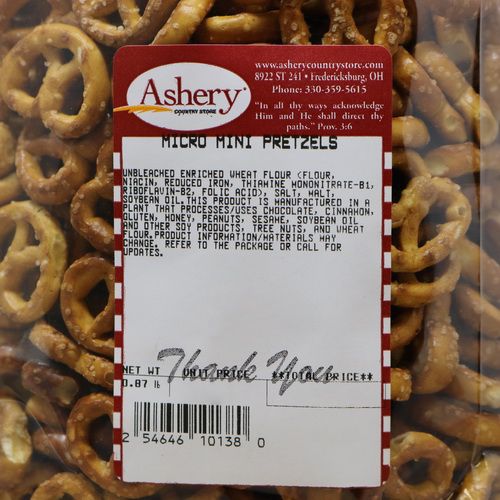 www.asherycountrystore.com
8922 ST 241 • Fredericksburg, OH
Phone: 330-359-5615
"In all thy ways acknowledge
Him and He shall direct thy
paths." Prov. 3:6
Ashery
COUNTRY STORE
MICRO MINI PRETZELS
UNBLEACHED ENRICHED WHEAT FLOUR (FLOUR,
NIACIN, REDUCED IRON, THIAMINE MONONITRATE-B1,
RIBOFLAVIN-B2, FOLIC ACID), SALT, MALT,
SOYBEAN OIL.THIS PRODUCT IS MANUFACTURED IN A
PLANT THAT PROCESSES/USES CHOCOLATE, CINNAMON,
GLUTEN, HONEY, PEANUTS, SESAME, SOYBEAN OIL
AND OTHER SOY PRODUCTS, TREE NUTS, AND WHEAT
FLOUR.PRODUCT INFORMATION/MATERIALS MAY
CHANGE. REFER TO THE PACKAGE OR CALL FOR
UPDATES.
Thank You
NET WT UNIT PRICE **TOTAL PRICE**
0.87 lb
2 54646 10138 0